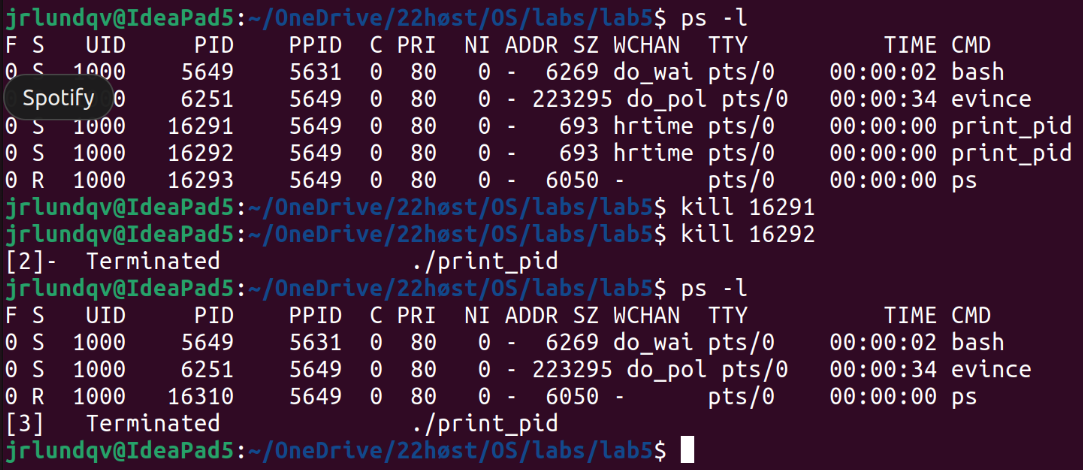 jrlundqv@IdeaPad5:~/OneDrive/22høst/OS/labs/lab5$ ps -l
F S   UID     PID    PPID  C PRI  NI ADDR SZ WCHAN  TTY          TIME CMD
0 S  1000    5649    5631  0  80   0 -  6269 do_wai pts/0    00:00:02 bash
Spotify 0    6251    5649  0  80   0 - 223295 do_pol pts/0   00:00:34 evince
0 S  1000   16291    5649  0  80   0 -   693 hrtime pts/0    00:00:00 print_pid
0 S  1000   16292    5649  0  80   0 -   693 hrtime pts/0    00:00:00 print_pid
0 R  1000   16293    5649  0  80   0 -  6050 -      pts/0    00:00:00 ps
jrlundqv@IdeaPad5:~/OneDrive/22høst/OS/labs/lab5$ kill 16291
jrlundqv@IdeaPad5:~/OneDrive/22høst/OS/labs/lab5$ kill 16292
[2]-  Terminated              ./print_pid
jrlundqv@IdeaPad5:~/OneDrive/22høst/OS/labs/lab5$ ps -l
F S   UID     PID    PPID  C PRI  NI ADDR SZ WCHAN  TTY          TIME CMD
0 S  1000    5649    5631  0  80   0 -  6269 do_wai pts/0    00:00:02 bash
0 S  1000    6251    5649  0  80   0 - 223295 do_pol pts/0   00:00:34 evince
0 R  1000   16310    5649  0  80   0 -  6050 -      pts/0    00:00:00 ps
[3]   Terminated              ./print_pid
jrlundqv@IdeaPad5:~/OneDrive/22høst/OS/labs/lab5$